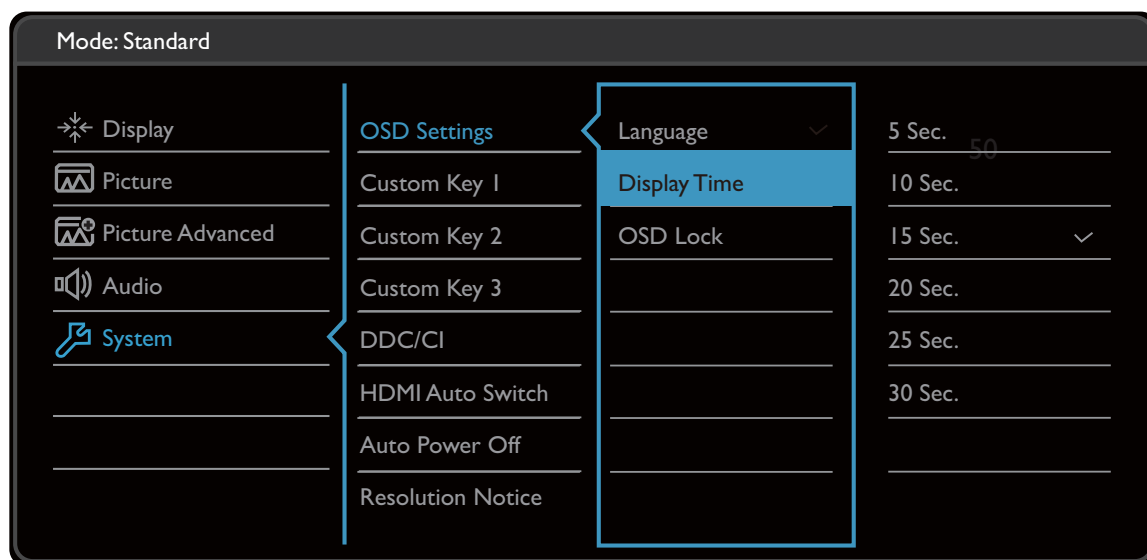 Mode: Standard
Display
Picture
Picture Advanced
Audio
System
OSD Settings
Custom Key 1
Custom Key 2
Custom Key 3
DDC/CI
HDMI Auto Switch
Auto Power Off
Resolution Notice
Language
Display Time
OSD Lock
5 Sec.
50
10 Sec.
15 Sec.
20 Sec.
25 Sec.
30 Sec.